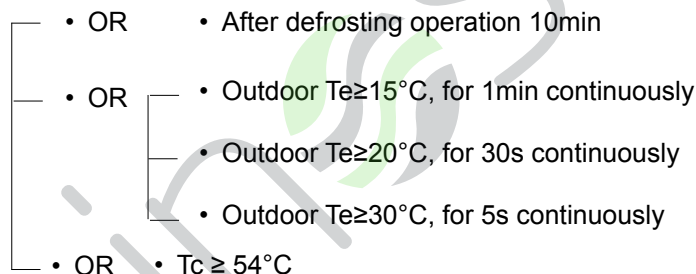 • OR • After defrosting operation 10min
• OR • Outdoor Te≥15°C, for 1min continuously
• Outdoor Te≥20°C, for 30s continuously
• Outdoor Te≥30°C, for 5s continuously
• OR • Tc ≥ 54°C